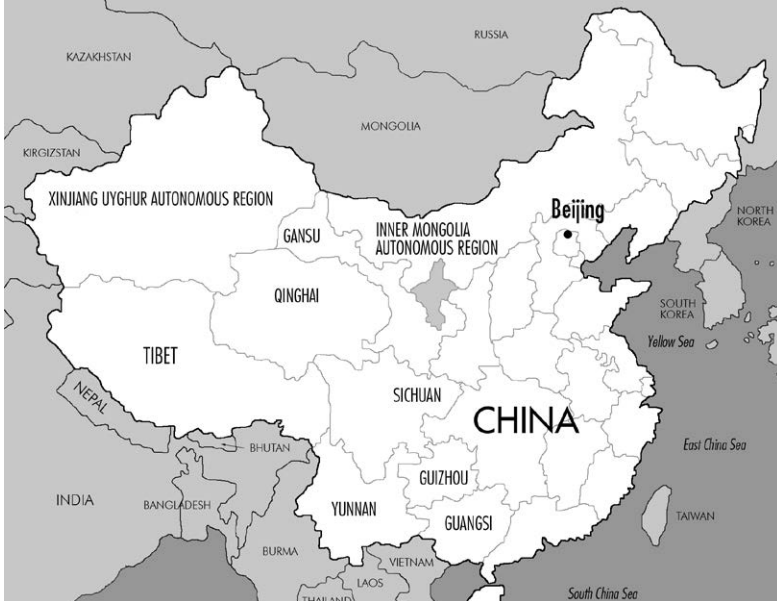 RUSSIA
KAZAKHSTAN
MONGOLIA
KIRGIZSTAN
XINJIANG UYGHUR AUTONOMOUS REGION
Beijing
NORTH
KOREA
GANSU
INNER MONGOLIA
AUTONOMOUS REGION
QINGHAI
SOUTH
KOREA
Yellow Sea
TIBET
NEPAL
SICHUAN
CHINA
East China Sea
BHUTAN
GUIZHOU
INDIA
BANGLADESH
YUNNAN
GUANGSI
TAIWAN
BURMA
VIETNAM
LAOS
THAILAND
South China Sea